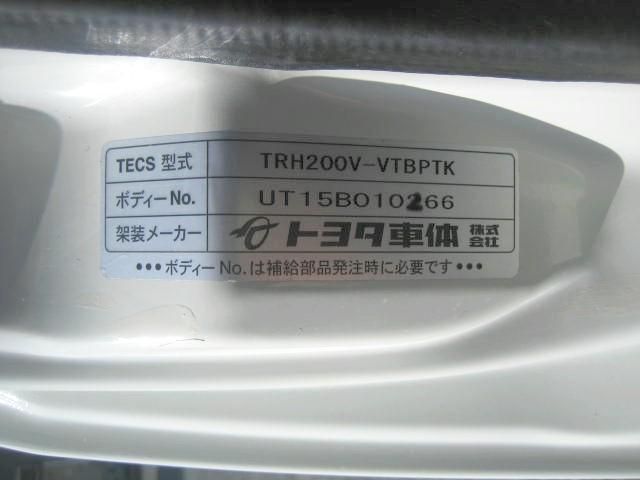 TECS 型式 TRH200V-VTBPTK
ボディーNo. UT15B010266
架装メーカー トヨタ車体 株式会社
•••ボディーNo.は補給部品発注時に必要です•••